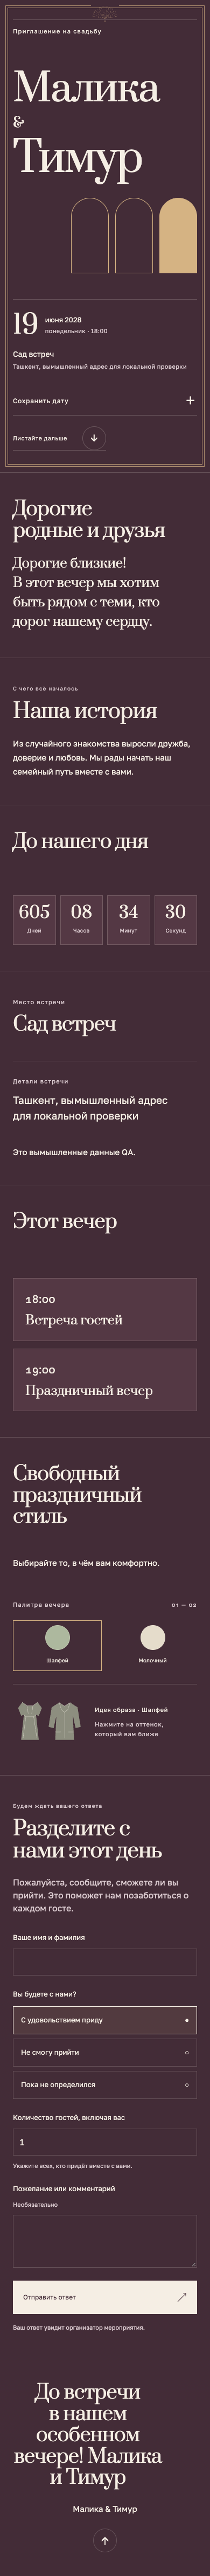 Приглашение на свадьбу
Малика
&
Тимур
19
июня 2028
понедельник · 18:00
Сад встреч
Ташкент, вымышленный адрес для локальной проверки
Сохранить дату
Листайте дальше
Дорогие
родные и друзья
Дорогие близкие!
В этот вечер мы хотим
быть рядом с теми, кто
дорог нашему сердцу.
С чего всё началось
Наша история
Из случайного знакомства выросли дружба,
доверие и любовь. Мы рады начать наш
семейный путь вместе с вами.
До нашего дня
605 08 34 30
Дней Часов Минут Секунд
Место встречи
Сад встреч
Детали встречи
Ташкент, вымышленный адрес
для локальной проверки
Это вымышленные данные QA.
Этот вечер
18:00
Встреча гостей
19:00
Праздничный вечер
Свободный
праздничный
стиль
Выбирайте то, в чём вам комфортно.
Палитра вечера 01 — 02
Шалфей Молочный
Идея образа · Шалфей
Нажмите на оттенок,
который вам ближе
Будем ждать вашего ответа
Разделите с
нами этот день
Пожалуйста, сообщите, сможете ли вы
прийти. Это поможет нам позаботиться о
каждом госте.
Ваше имя и фамилия
Вы будете с нами?
С удовольствием приду
Не смогу прийти
Пока не определился
Количество гостей, включая вас
1
Укажите всех, кто придёт вместе с вами.
Пожелание или комментарий
Необязательно
Отправить ответ
Ваш ответ увидит организатор мероприятия.
До встречи
в нашем
особенном
вечере! Малика
и Тимур
Малика & Тимур